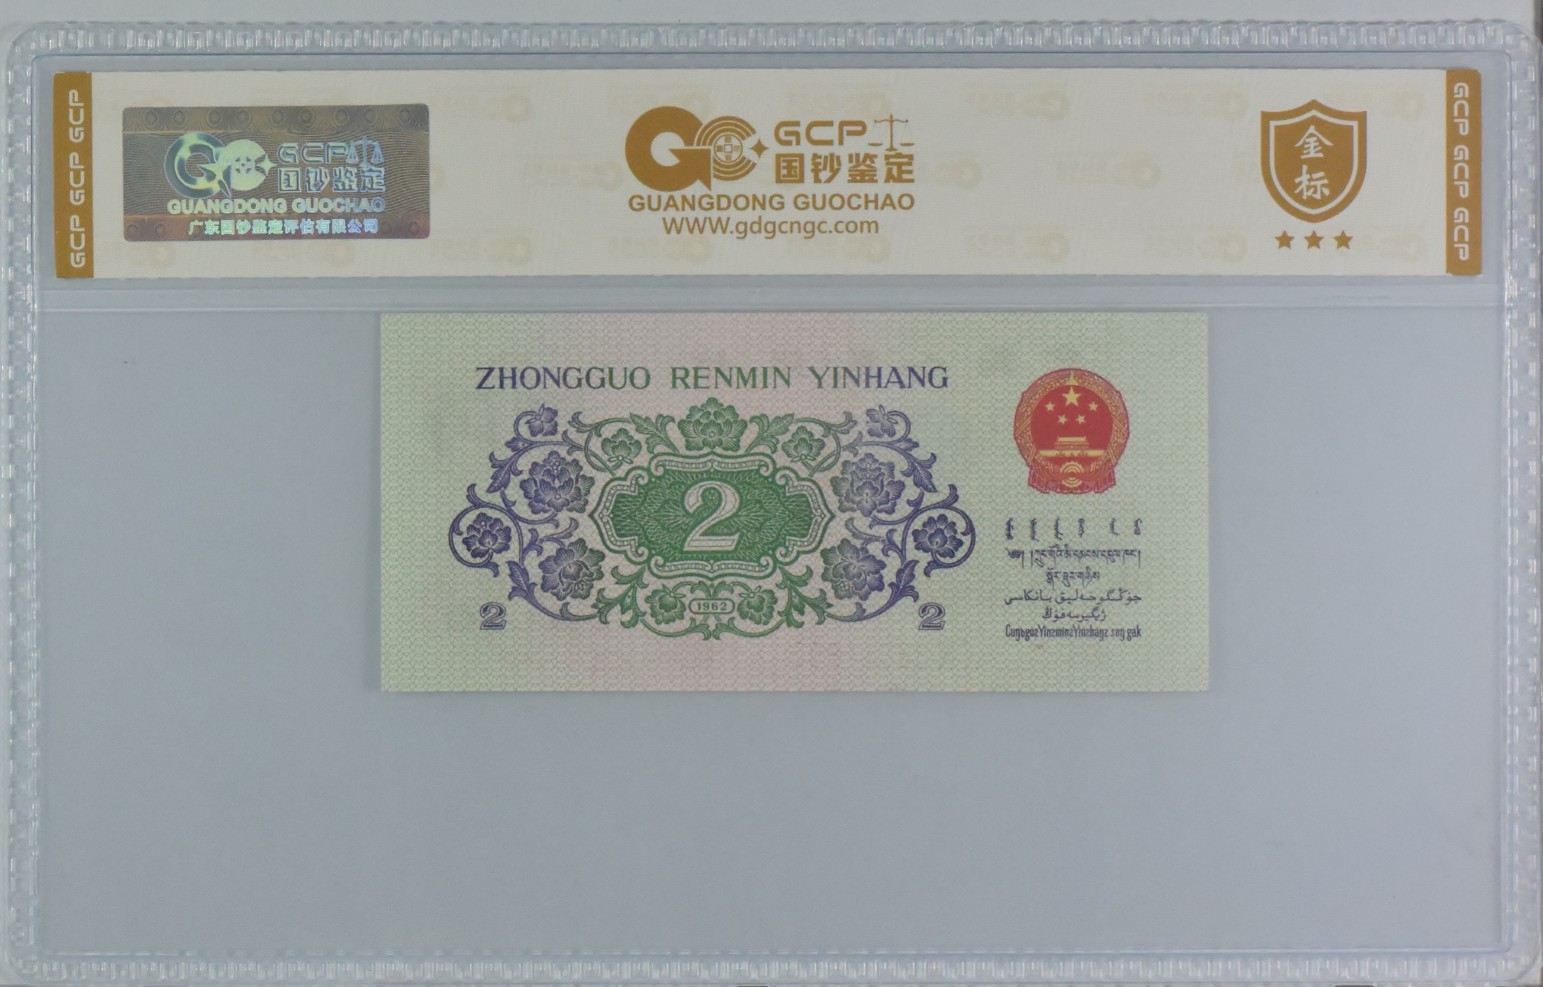 GCP GCP GCP
GCP
国钞鉴定
GUANGDONG GUOCHAO
广东国钞鉴定评估有限公司
GCP
国钞鉴定
GUANGDONG GUOCHAO
WWW.gdgcngc.com
金
标
GCP GCP GCP
ZHONGGUO RENMIN YINHANG
2
1962
2
2